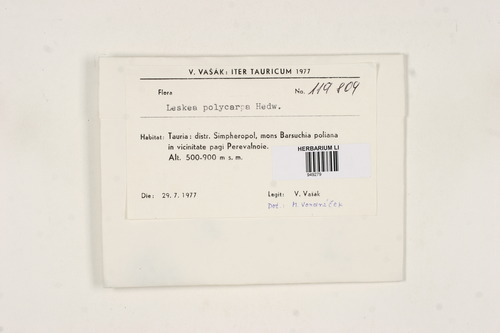 V. VAŠÁK: ITER TAURICUM 1977
Flora No. 119 804
Leskea polycarpa Hedw.
Habitat: Tauria: distr. Simpheropol, mons Barsuchia poliana
in vicinitate pagi Perevalnoie.
Alt. 500-900 m s. m.
HERBARIUM LI
Die: 29. 7. 1977 Legit: V. Vašák
Det.: